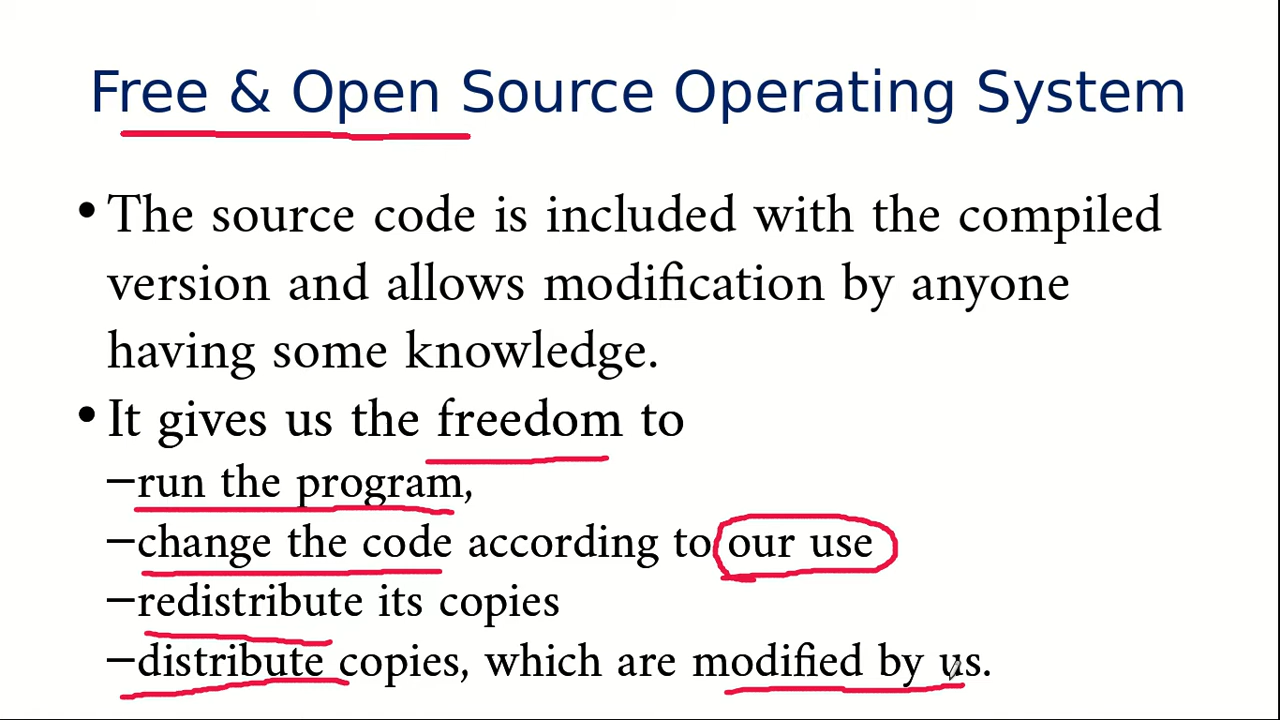 Free & Open Source Operating System
• The source code is included with the compiled
version and allows modification by anyone
having some knowledge.
• It gives us the freedom to
–run the program,
–change the code according to our use
–redistribute its copies
–distribute copies, which are modified by us.